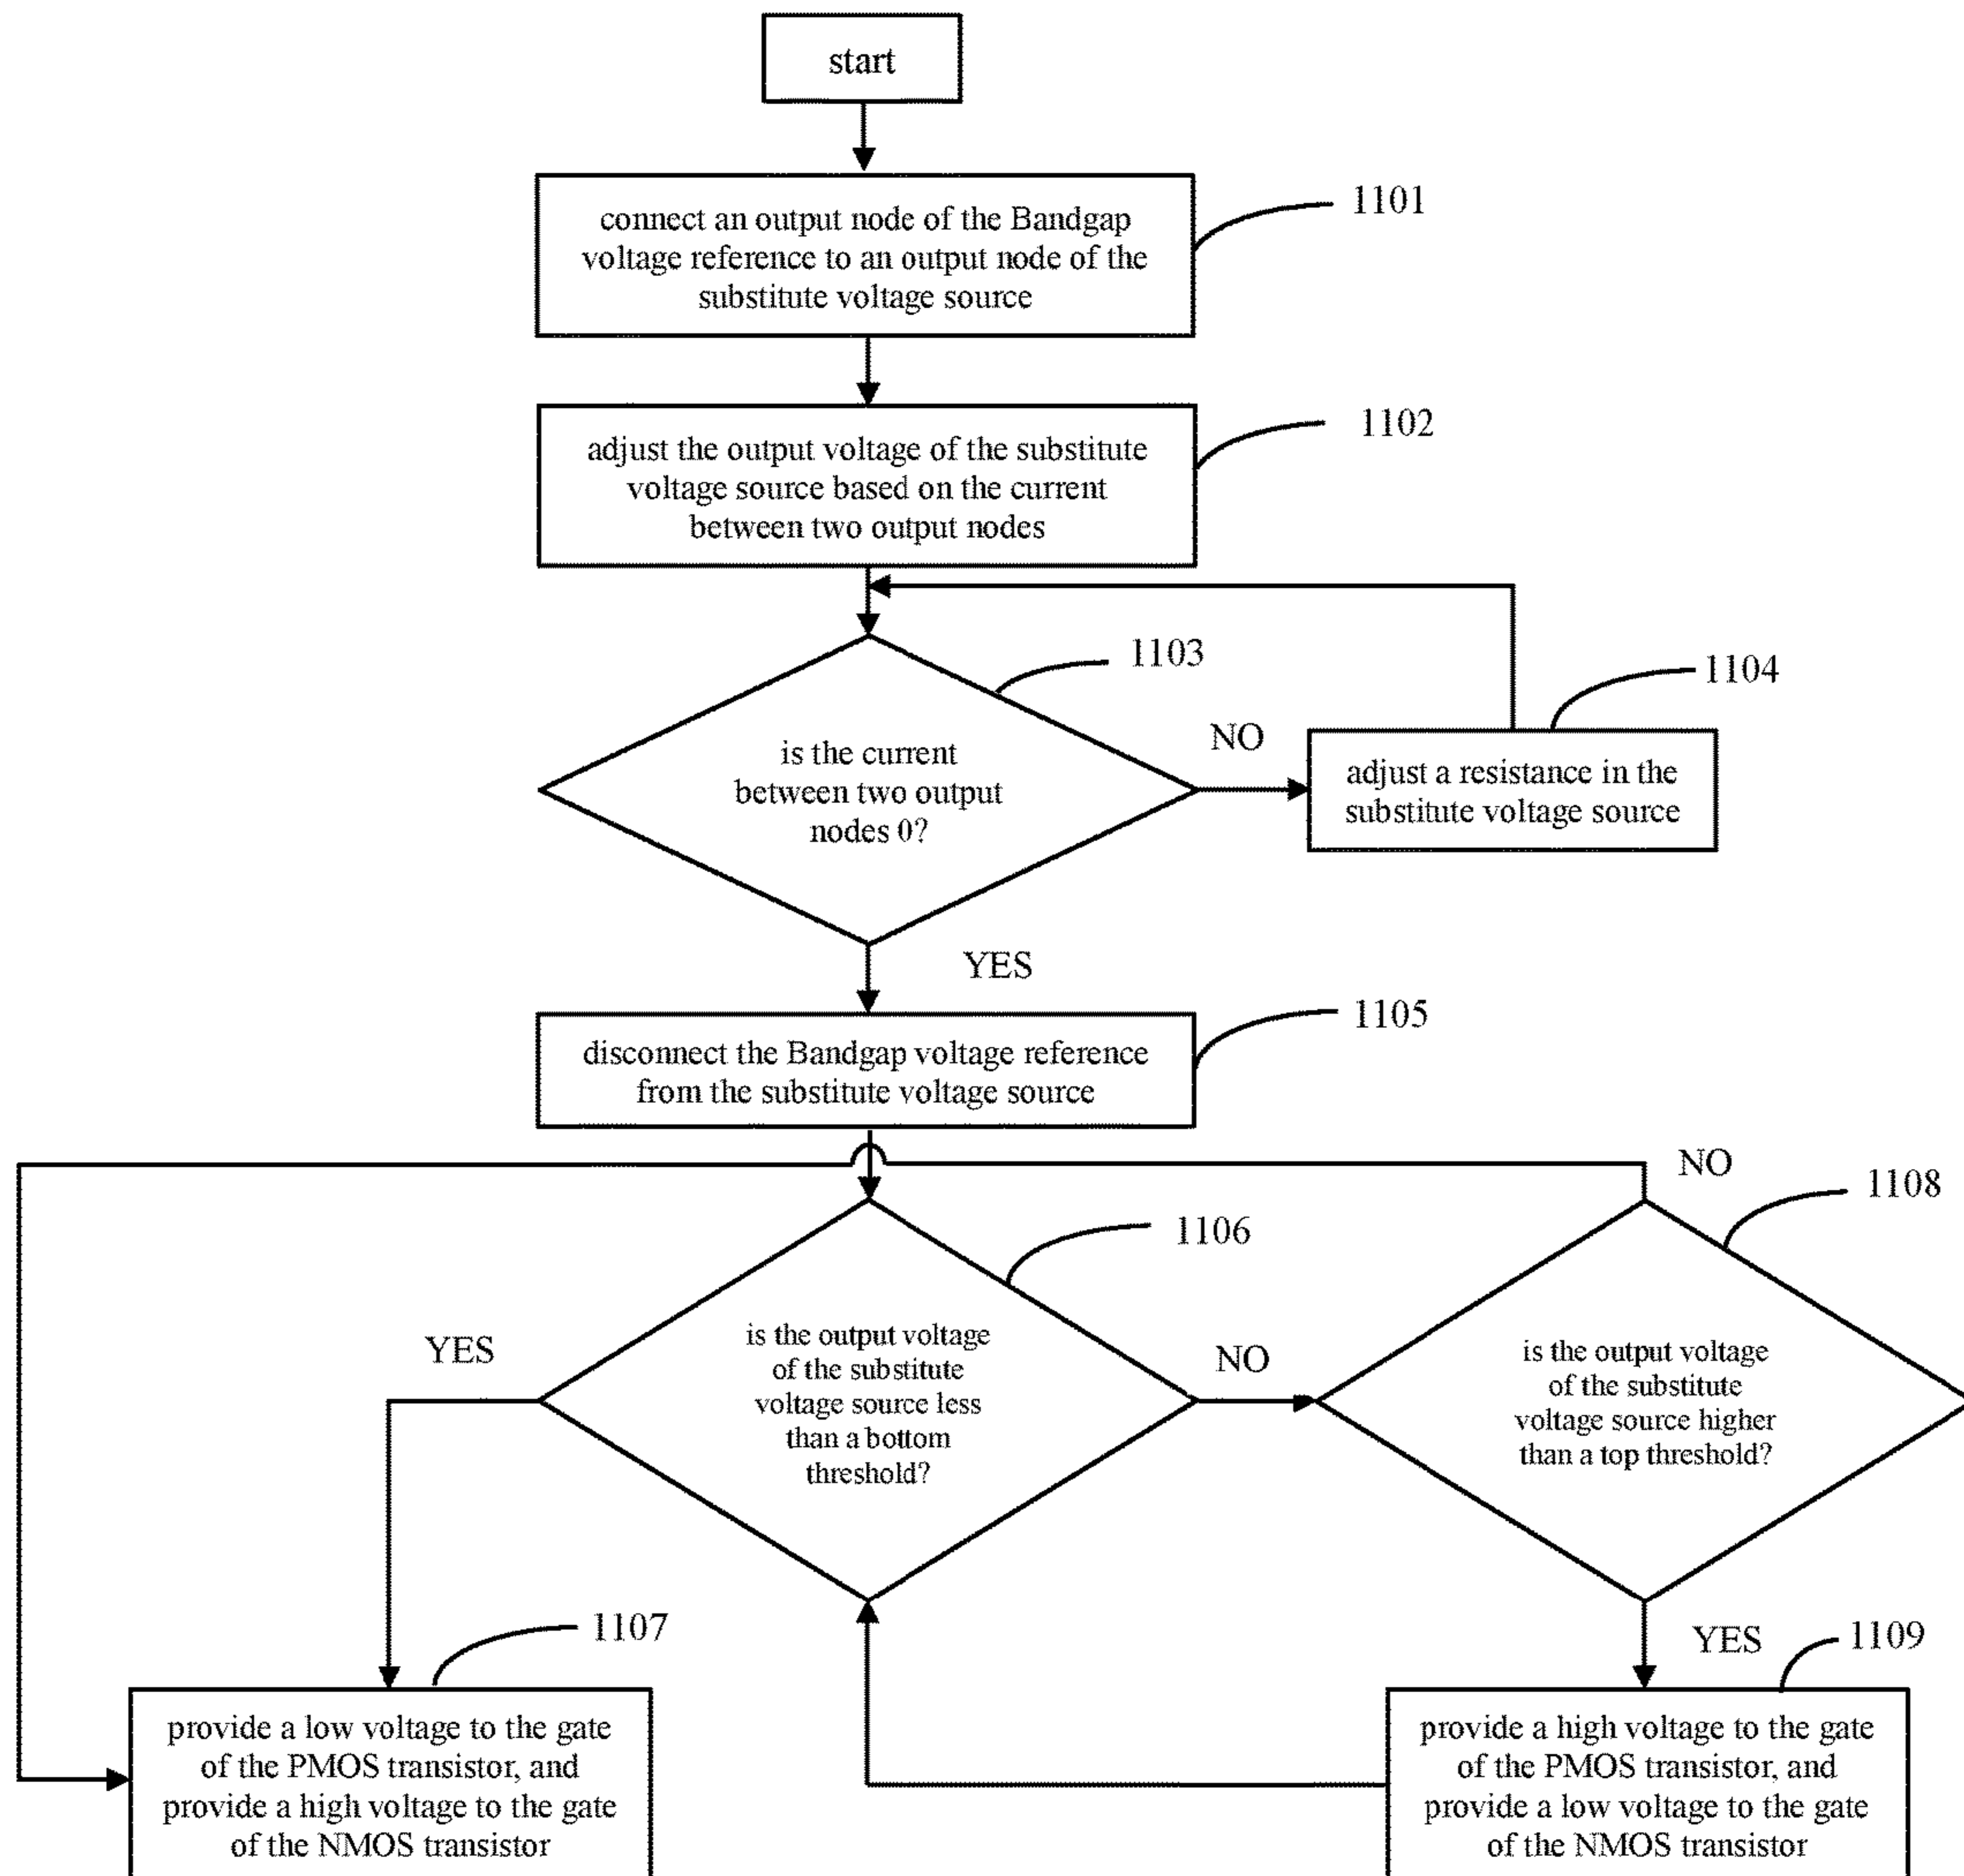 start
connect an output node of the Bandgap
voltage reference to an output node of the
substitute voltage source
1101
adjust the output voltage of the substitute
voltage source based on the current
between two output nodes
1102
is the current
between two output
nodes 0?
1103
NO
adjust a resistance in the
substitute voltage source
1104
YES
disconnect the Bandgap voltage reference
from the substitute voltage source
1105
is the output voltage
of the substitute
voltage source less
than a bottom
threshold?
1106
YES
NO
is the output voltage
of the substitute
voltage source higher
than a top threshold?
1108
NO
YES
provide a low voltage to the gate
of the PMOS transistor, and
provide a high voltage to the gate
of the NMOS transistor
1107
provide a high voltage to the gate
of the PMOS transistor, and
provide a low voltage to the gate
of the NMOS transistor
1109